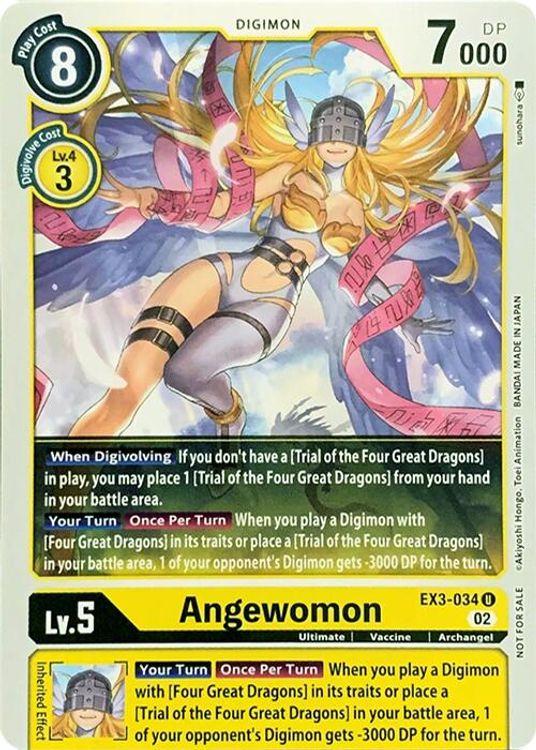 DIGIMON
Play Cost
8
7000
DP
Digivolve Cost
Lv.4
3
sunohara
©Akiyoshi Hongo, Toei Animation BANDAI MADE IN JAPAN
NOT FOR SALE
When Digivolving If you don't have a [Trial of the Four Great Dragons]
in play, you may place 1 [Trial of the Four Great Dragons] from your hand
in your battle area.
Your Turn Once Per Turn When you play a Digimon with
[Four Great Dragons] in its traits or place a [Trial of the Four Great Dragons]
in your battle area, 1 of your opponent's Digimon gets -3000 DP for the turn.
Lv.5
Angewomon
EX3-034 U
02
Ultimate | Vaccine | Archangel
Inherited Effect
Your Turn Once Per Turn When you play a Digimon
with [Four Great Dragons] in its traits or place a
[Trial of the Four Great Dragons] in your battle area, 1
of your opponent's Digimon gets -3000 DP for the turn.